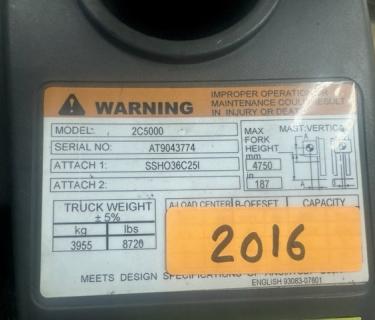 WARNING
IMPROPER OPERATION OR
MAINTENANCE COULD RESULT
IN INJURY OR DEATH
MODEL: 2C5000
SERIAL NO: AT9043774
ATTACH 1: SSHO36C25I
ATTACH 2:
MAX FORK HEIGHT
mm
4750
in
187
MAST: VERTICAL
A
TRUCK WEIGHT
± 5%
kg lbs
3955 8720
A-LOAD CENTER B-OFFSET CAPACITY
2016
MEETS DESIGN SPECIFICATIONS OF
ENGLISH 93083-07601